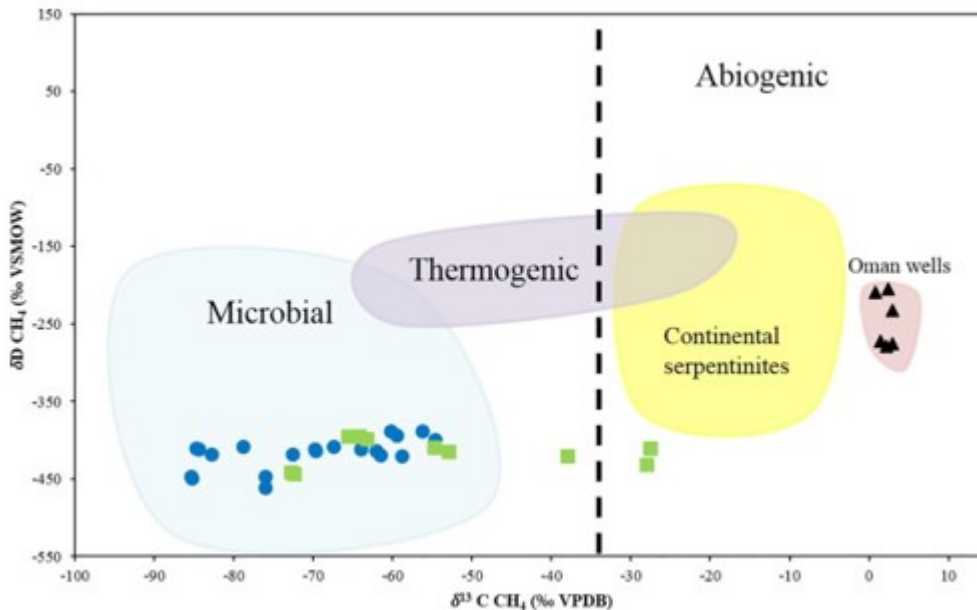 150
Abiogenic
50
-50
-150
Oman wells
Thermogenic
δD CH₄ (‰ VSMOW)
Microbial
-250
Continental
serpentinites
-350
-450
-550
-100 -90 -80 -70 -60 -50 -40 -30 -20 -10 0 10
δ¹³ C CH₄ (‰ VPDB)